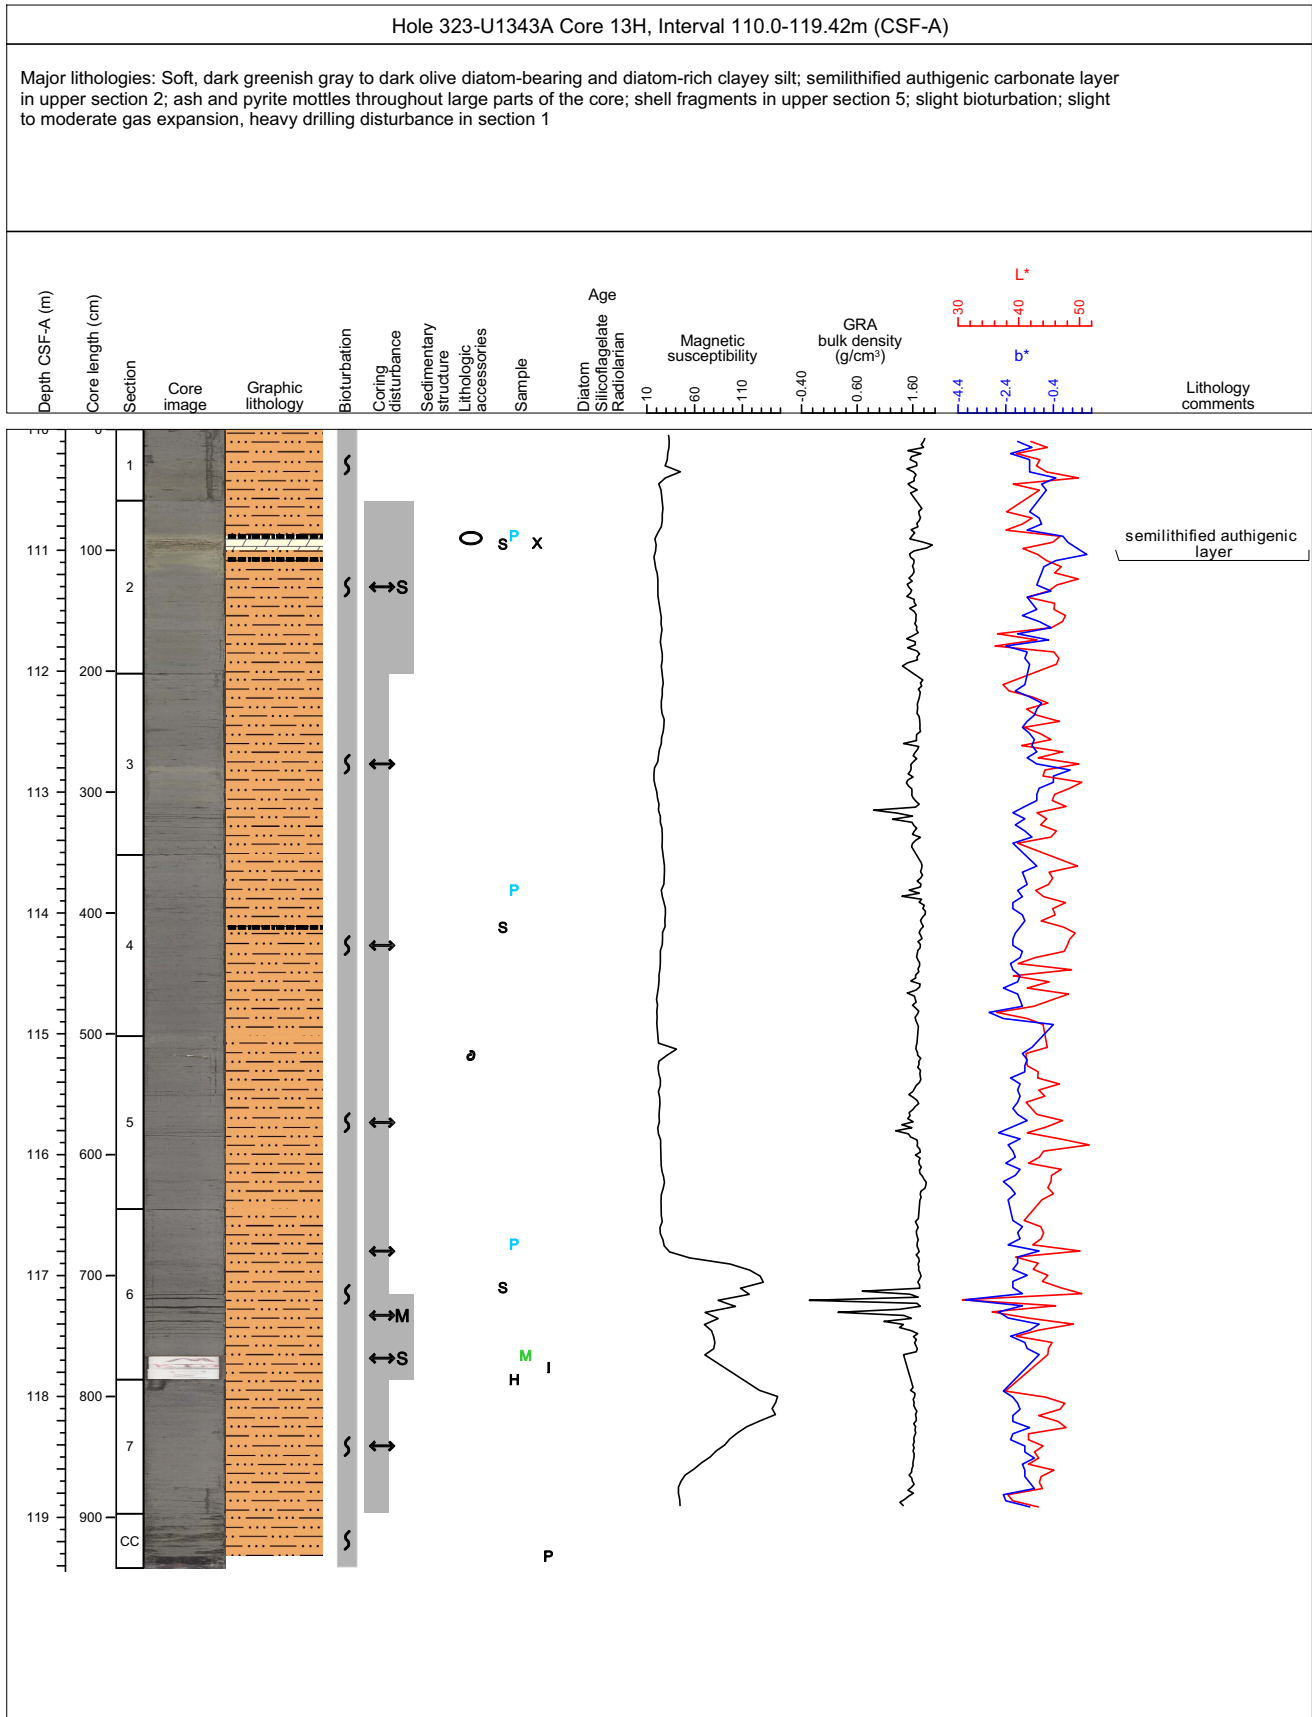 Hole 323-U1343A Core 13H, Interval 110.0-119.42m (CSF-A)
Major lithologies: Soft, dark greenish gray to dark olive diatom-bearing and diatom-rich clayey silt; semilithified authigenic carbonate layer
in upper section 2; ash and pyrite mottles throughout large parts of the core; shell fragments in upper section 5; slight bioturbation; slight
to moderate gas expansion, heavy drilling disturbance in section 1
Depth CSF-A (m)
Core length (cm)
Section
Core
image
Graphic
lithology
Bioturbation
Coring
disturbance
Sedimentary
structure
Lithologic
accessories
Sample
Age
Diatom
Silicoflagelate
Radiolarian
Magnetic
susceptibility
10
60
110
GRA
bulk density
(g/cm³)
-0.40
0.60
1.60
L*
30
40
50
b*
-4.4
-2.4
-0.4
Lithology
comments
110
0
1
S
P
X
semilithified authigenic
layer
111
100
2
S
112
200
3
113
300
P
114
400
S
4
115
500
5
116
600
P
117
700
S
6
M
S
M
I
H
118
800
7
119
900
CC
P